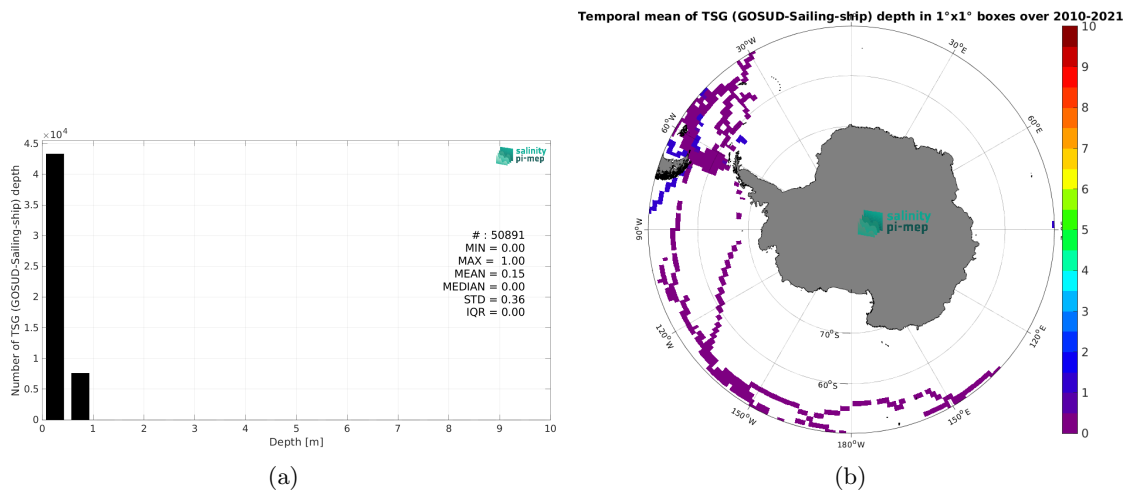 Temporal mean of TSG (GOSUD-Sailing-ship) depth in 1°x1° boxes over 2010-2021
×10⁴
4.5
4
3.5
3
2.5
2
1.5
1
0.5
0
Number of TSG (GOSUD-Sailing-ship) depth
salinity
pi-mep
# : 50891
MIN = 0.00
MAX = 1.00
MEAN = 0.15
MEDIAN = 0.00
STD = 0.36
IQR = 0.00
0 1 2 3 4 5 6 7 8 9 10
Depth [m]
(a)
30°W
30°E
60°W
60°E
90°W
120°W
120°E
150°W
150°E
180°W
70°S
60°S
salinity
pi-mep
10
9
8
7
6
5
4
3
2
1
0
(b)